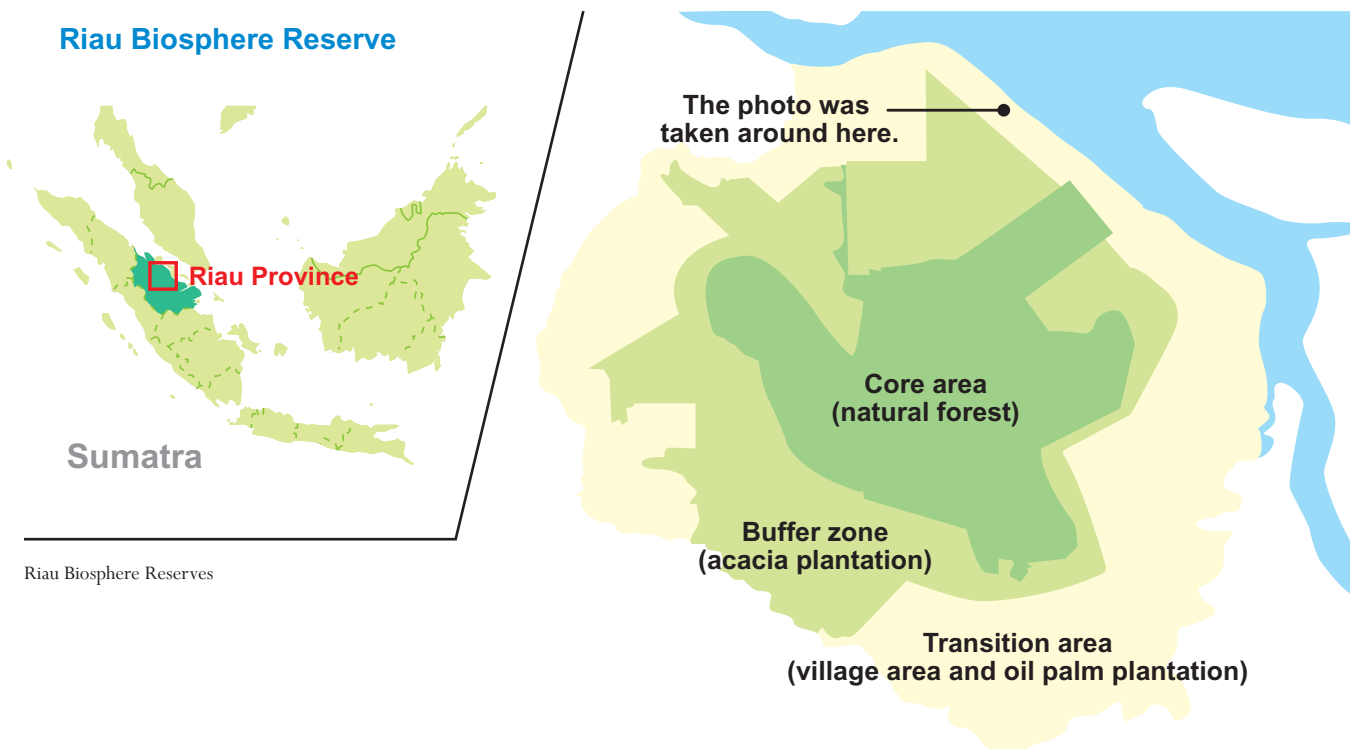 Riau Biosphere Reserve
Riau Province
Sumatra
Riau Biosphere Reserves
The photo was
taken around here.
Core area
(natural forest)
Buffer zone
(acacia plantation)
Transition area
(village area and oil palm plantation)